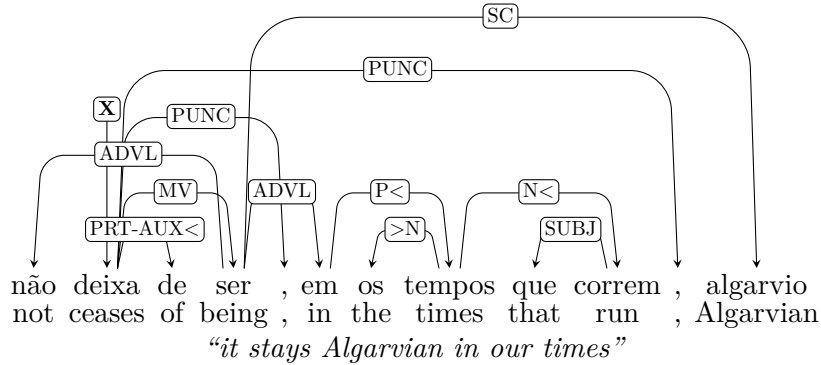 SC
PUNC
X
PUNC
ADVL
MV ADVL P< N<
PRT-AUX< >N SUBJ
não deixa de ser , em os tempos que correm , algarvio
not ceases of being , in the times that run , Algarvian
“it stays Algarvian in our times”